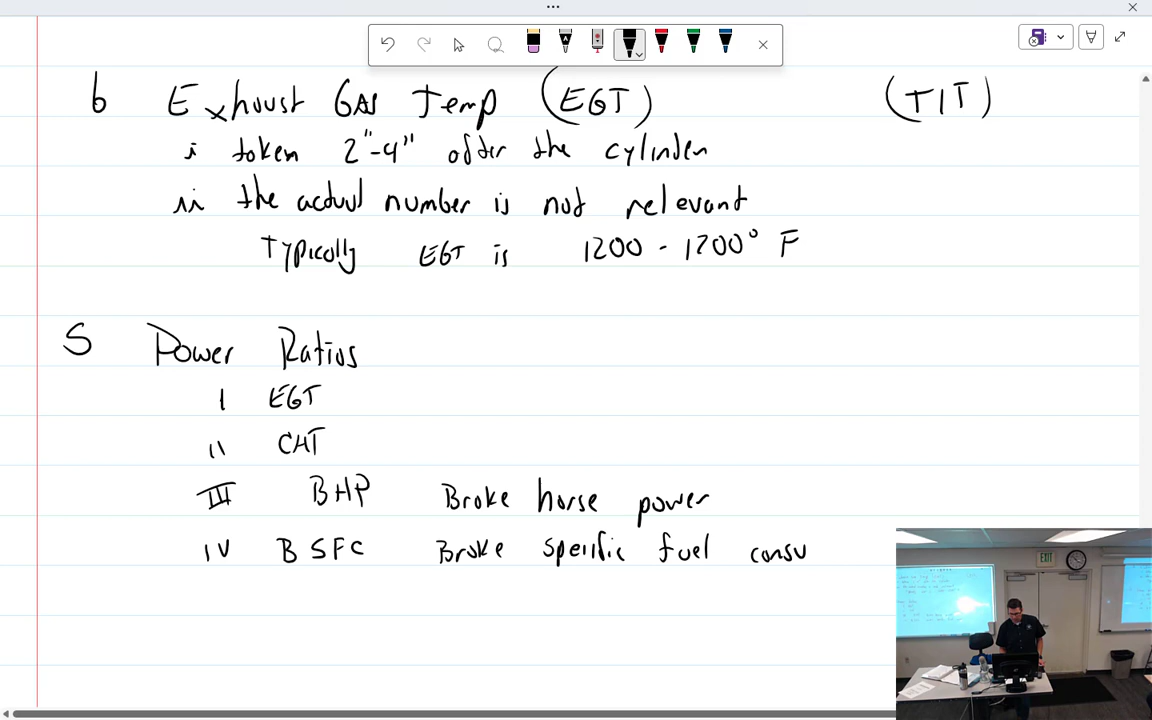 6 Exhaust GAS Temp (EGT) (TIT)
i taken 2"-4" after the cylinder
ii the actual number is not relevant
Typically EGT is 1200 - 1700° F
5 Power Ratios
I EGT
II CHT
III BHP Brake horse power
IV BSFC Brake specific fuel consu
EXIT